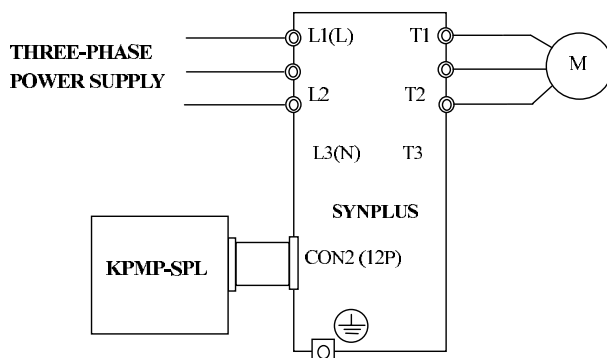 THREE-PHASE
POWER SUPPLY
L1(L)
T1
M
L2
T2
L3(N)
T3
SYNPLUS
KPMP-SPL
CON2 (12P)